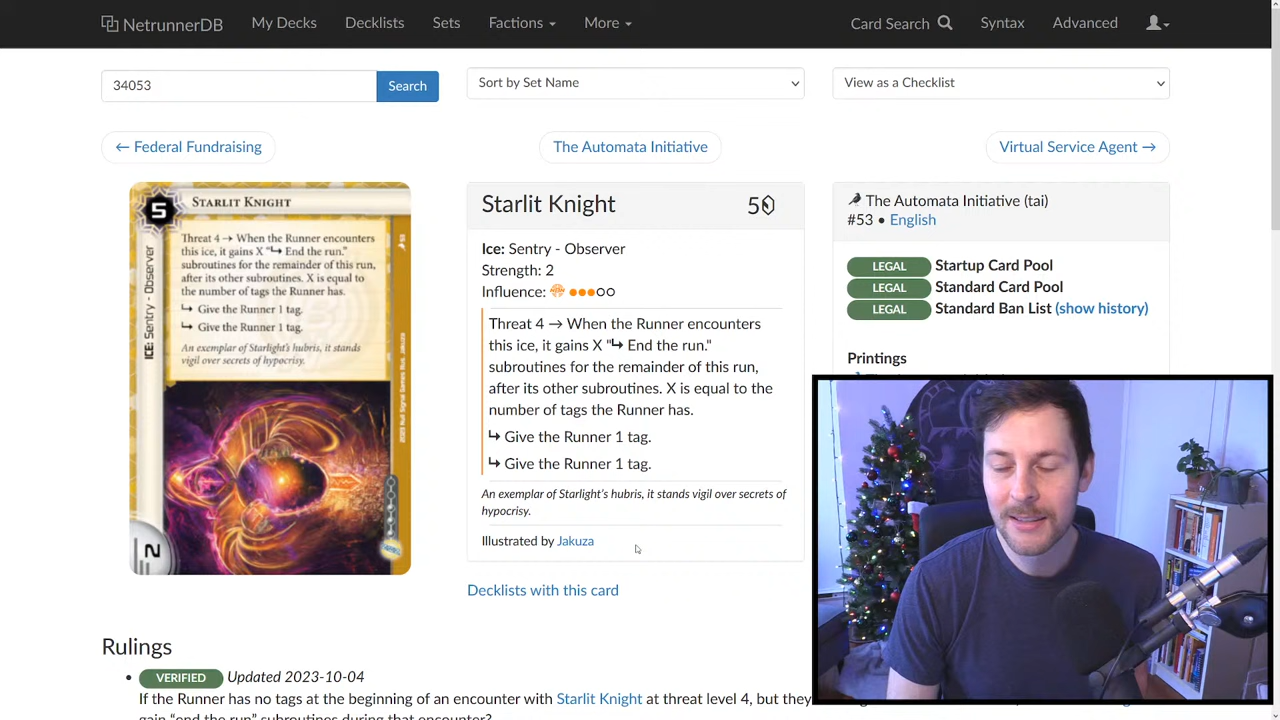 NetrunnerDB My Decks Decklists Sets Factions More Card Search Syntax Advanced
34053 Search Sort by Set Name View as a Checklist
← Federal Fundraising The Automata Initiative Virtual Service Agent →
5 STARLIT KNIGHT
ICE: Sentry - Observer
Threat 4 → When the Runner encounters
this ice, it gains X “↳ End the run.”
subroutines for the remainder of this run,
after its other subroutines. X is equal to
the number of tags the Runner has.
↳ Give the Runner 1 tag.
↳ Give the Runner 1 tag.
An exemplar of Starlight's hubris, it stands
vigil over secrets of hypocrisy.
2
Starlit Knight 5
Ice: Sentry - Observer
Strength: 2
Influence:
Threat 4 → When the Runner encounters
this ice, it gains X "↳ End the run."
subroutines for the remainder of this run,
after its other subroutines. X is equal to the
number of tags the Runner has.
↳ Give the Runner 1 tag.
↳ Give the Runner 1 tag.
An exemplar of Starlight's hubris, it stands vigil over secrets of
hypocrisy.
Illustrated by Jakuza
Decklists with this card
The Automata Initiative (tai)
#53 • English
LEGAL Startup Card Pool
LEGAL Standard Card Pool
LEGAL Standard Ban List (show history)
Printings
Rulings
• VERIFIED Updated 2023-10-04
If the Runner has no tags at the beginning of an encounter with Starlit Knight at threat level 4, but they
gain "end the run" subroutines during that encounter?